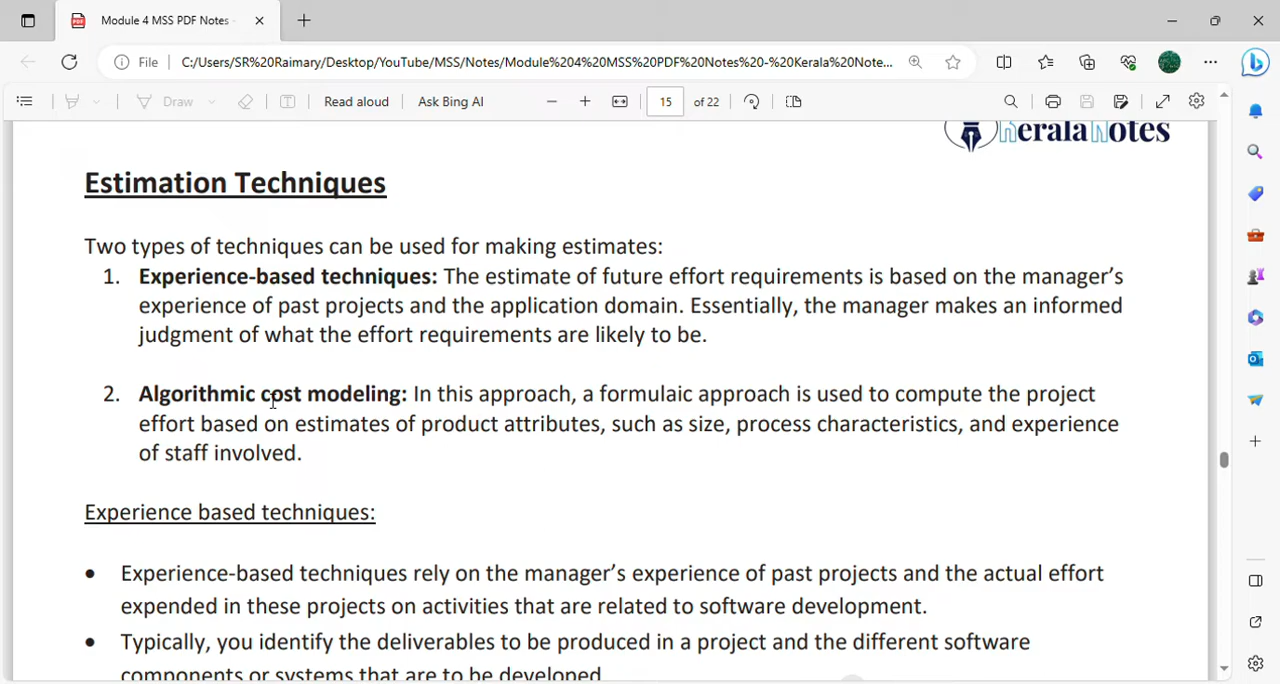 Module 4 MSS PDF Notes -
File
C:/Users/SR%20Raimary/Desktop/YouTube/MSS/Notes/Module%204%20MSS%20PDF%20Notes%20-%20Kerala%20Note...
Draw
Read aloud
Ask Bing AI
15 of 22
KeralaNotes
Estimation Techniques
Two types of techniques can be used for making estimates:
1. Experience-based techniques: The estimate of future effort requirements is based on the manager's
experience of past projects and the application domain. Essentially, the manager makes an informed
judgment of what the effort requirements are likely to be.
2. Algorithmic cost modeling: In this approach, a formulaic approach is used to compute the project
effort based on estimates of product attributes, such as size, process characteristics, and experience
of staff involved.
Experience based techniques:
• Experience-based techniques rely on the manager's experience of past projects and the actual effort
expended in these projects on activities that are related to software development.
• Typically, you identify the deliverables to be produced in a project and the different software
components or systems that are to be developed